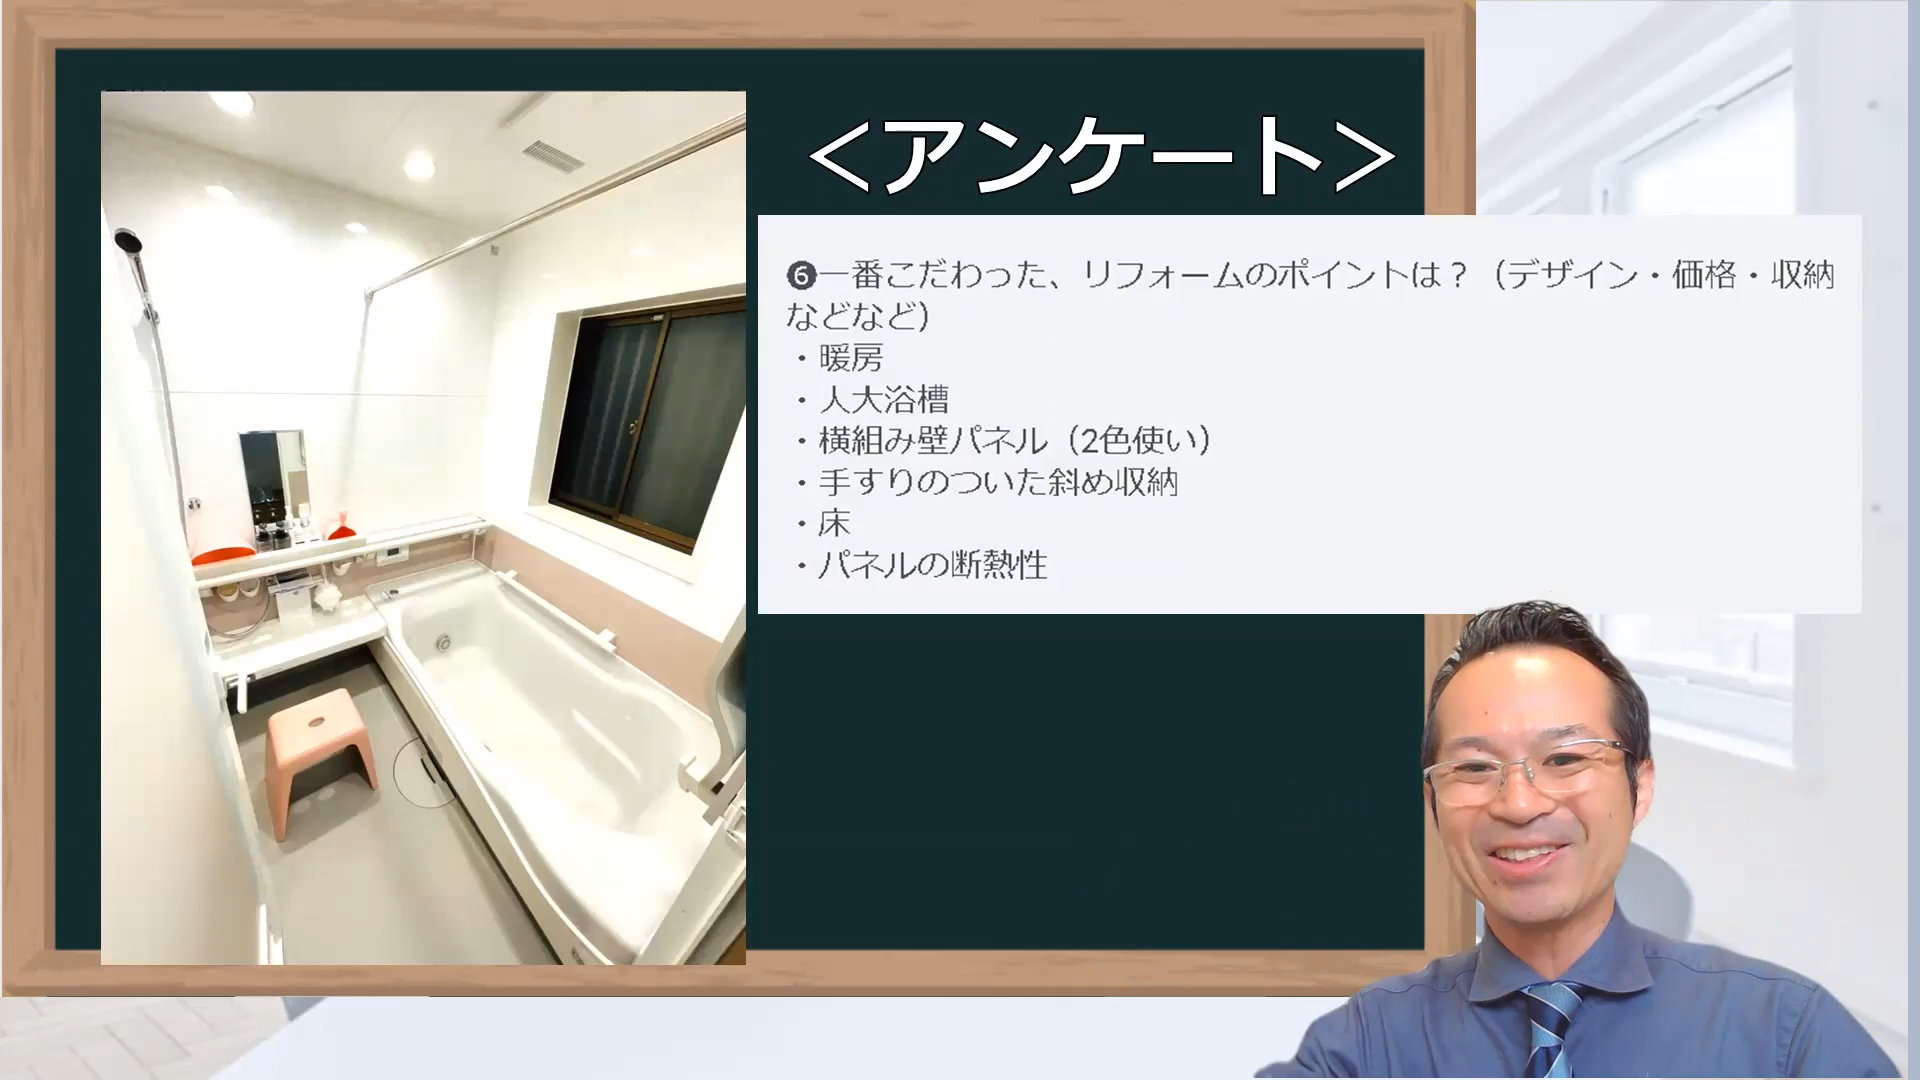 ＜アンケート＞
❻一番こだわった、リフォームのポイントは？（デザイン・価格・収納
などなど）
・暖房
・人大浴槽
・横組み壁パネル（2色使い）
・手すりのついた斜め収納
・床
・パネルの断熱性